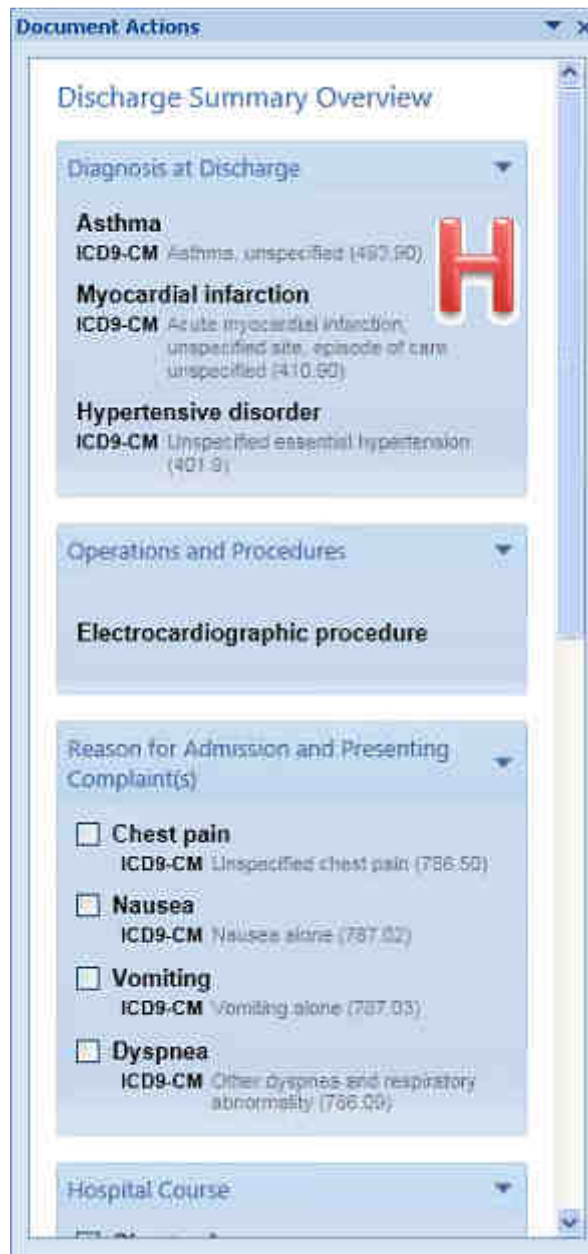 Document Actions
Discharge Summary Overview
Diagnosis at Discharge
Asthma
ICD9-CM Asthma, unspecified (493.90)
H
Myocardial infarction
ICD9-CM Acute myocardial infarction,
unspecified site, episode of care
unspecified (410.90)
Hypertensive disorder
ICD9-CM Unspecified essential hypertension
(401.9)
Operations and Procedures
Electrocardiographic procedure
Reason for Admission and Presenting
Complaint(s)
Chest pain
ICD9-CM Unspecified chest pain (786.50)
Nausea
ICD9-CM Nausea alone (787.02)
Vomiting
ICD9-CM Vomiting alone (787.03)
Dyspnea
ICD9-CM Other dyspnea and respiratory
abnormality (786.09)
Hospital Course